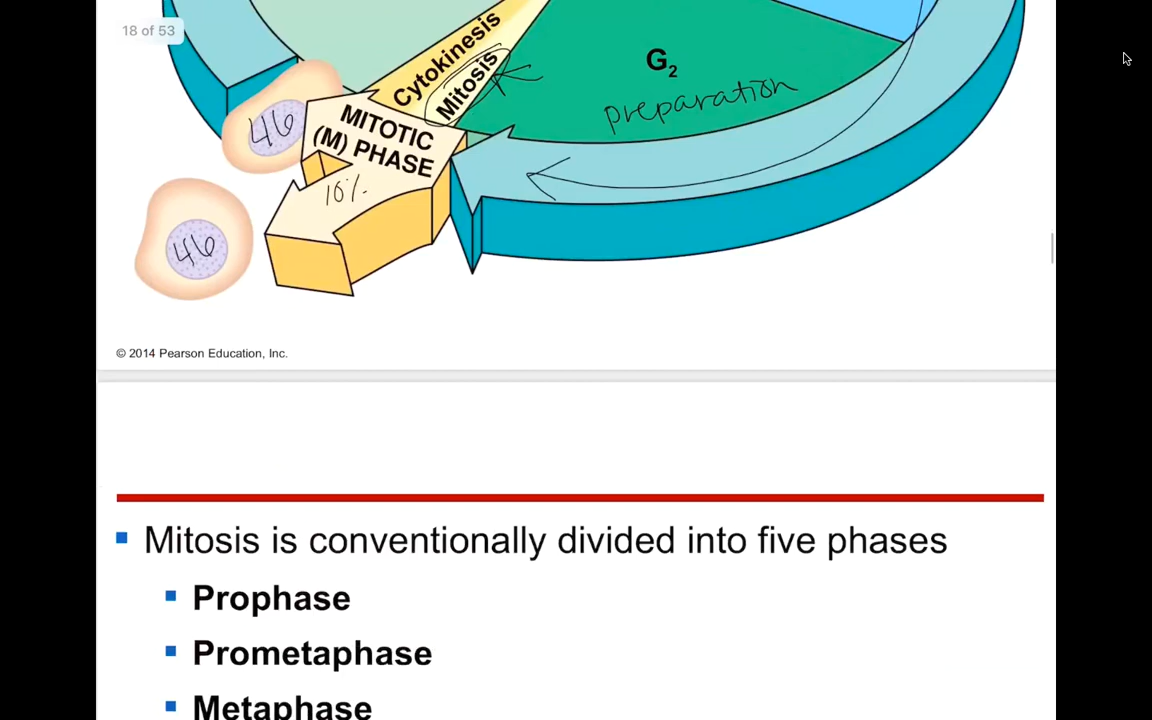 18 of 53
Cytokinesis
Mitosis
G2
preparation
46
MITOTIC
(M) PHASE
10%
46
© 2014 Pearson Education, Inc.
Mitosis is conventionally divided into five phases
Prophase
Prometaphase
Metaphase